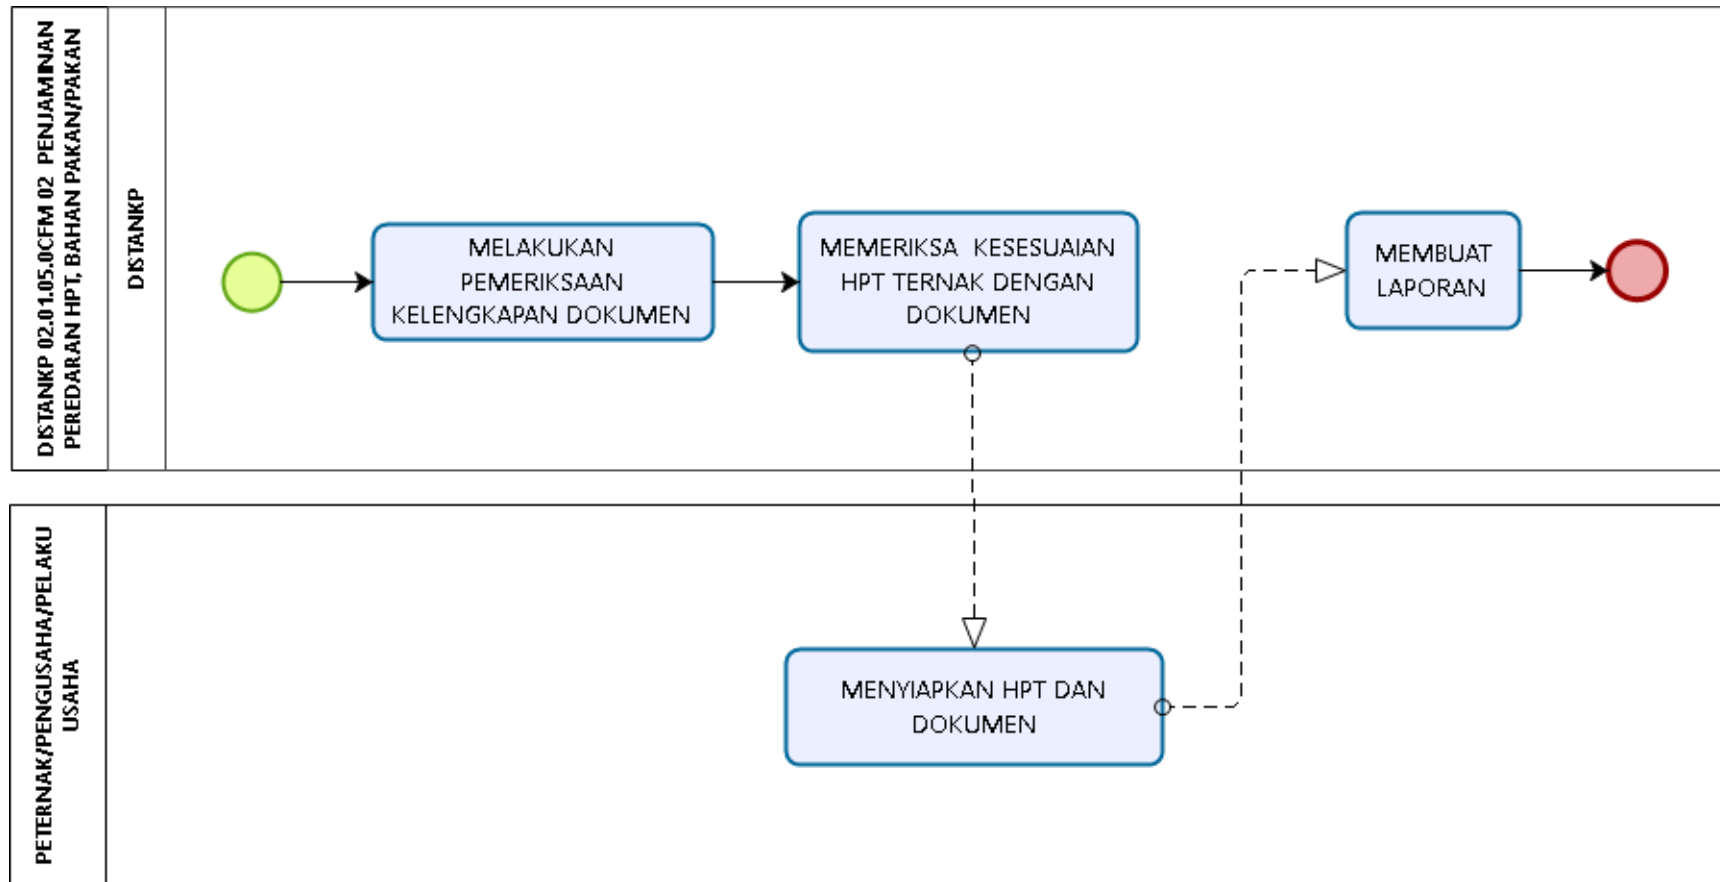 DISTANKP 02.01.05.0CFM 02  PENJAMINAN
PEREDARAN HPT, BAHAN PAKAN/PAKAN
DISTANKP
MELAKUKAN
PEMERIKSAAN
KELENGKAPAN DOKUMEN
MEMERIKSA  KESESUAIAN
HPT TERNAK DENGAN
DOKUMEN
MEMBUAT
LAPORAN
PETERNAK/PENGUSAHA/PELAKU
USAHA
MENYIAPKAN HPT DAN
DOKUMEN